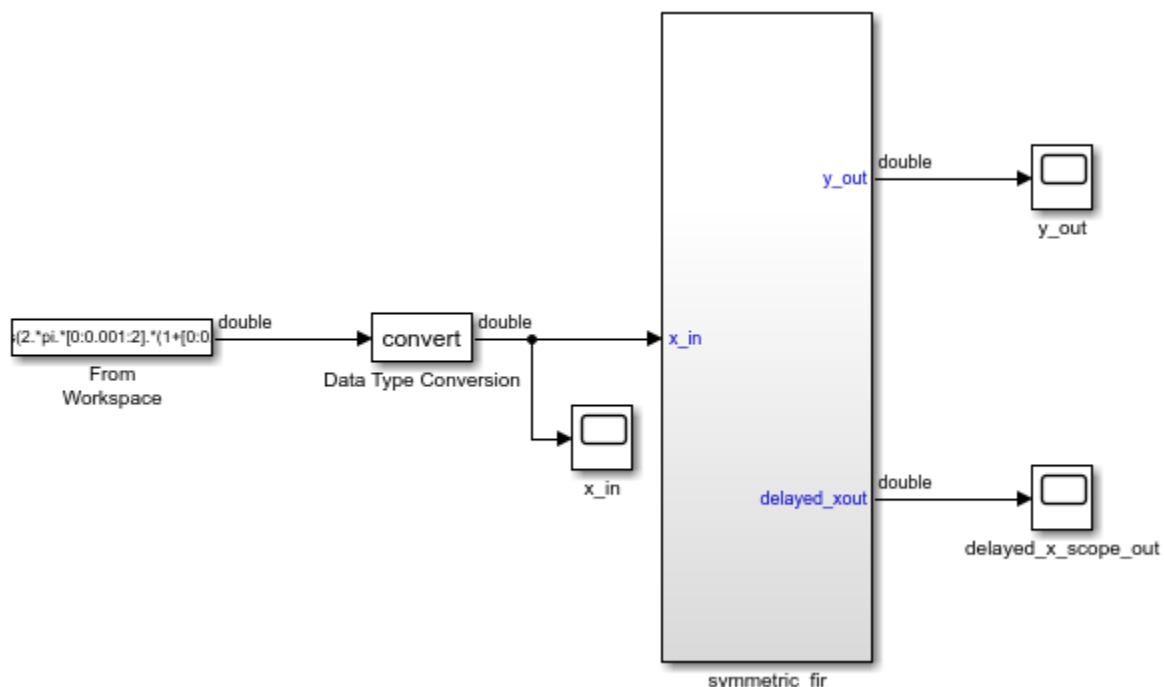 y_out
double
y_out
(2.*pi.*[0:0.001:2].*(1+[0:0.
double
From
Workspace
convert
double
Data Type Conversion
x_in
x_in
delayed_xout
double
delayed_x_scope_out
symmetric_fir